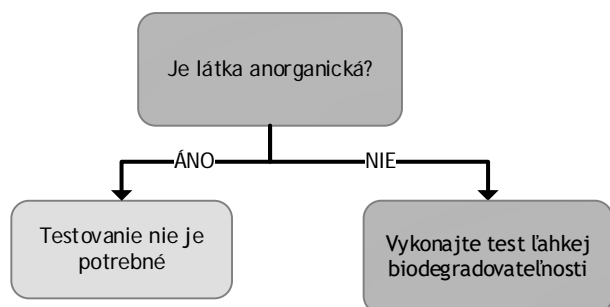 Je látka anorganická?
ÁNO
NIE
Testovanie nie je
potrebné
Vykonajte test ľahkej
biodegradovateľnosti